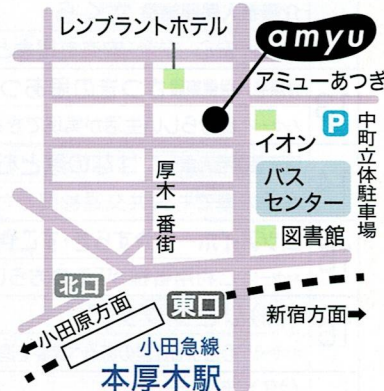 レンブラントホテル
amyu
アミューあつぎ
イオン
P
中町立体駐車場
厚木一番街
バス
センター
図書館
北口
東口
←小田原方面
新宿方面➡
小田急線
本厚木駅